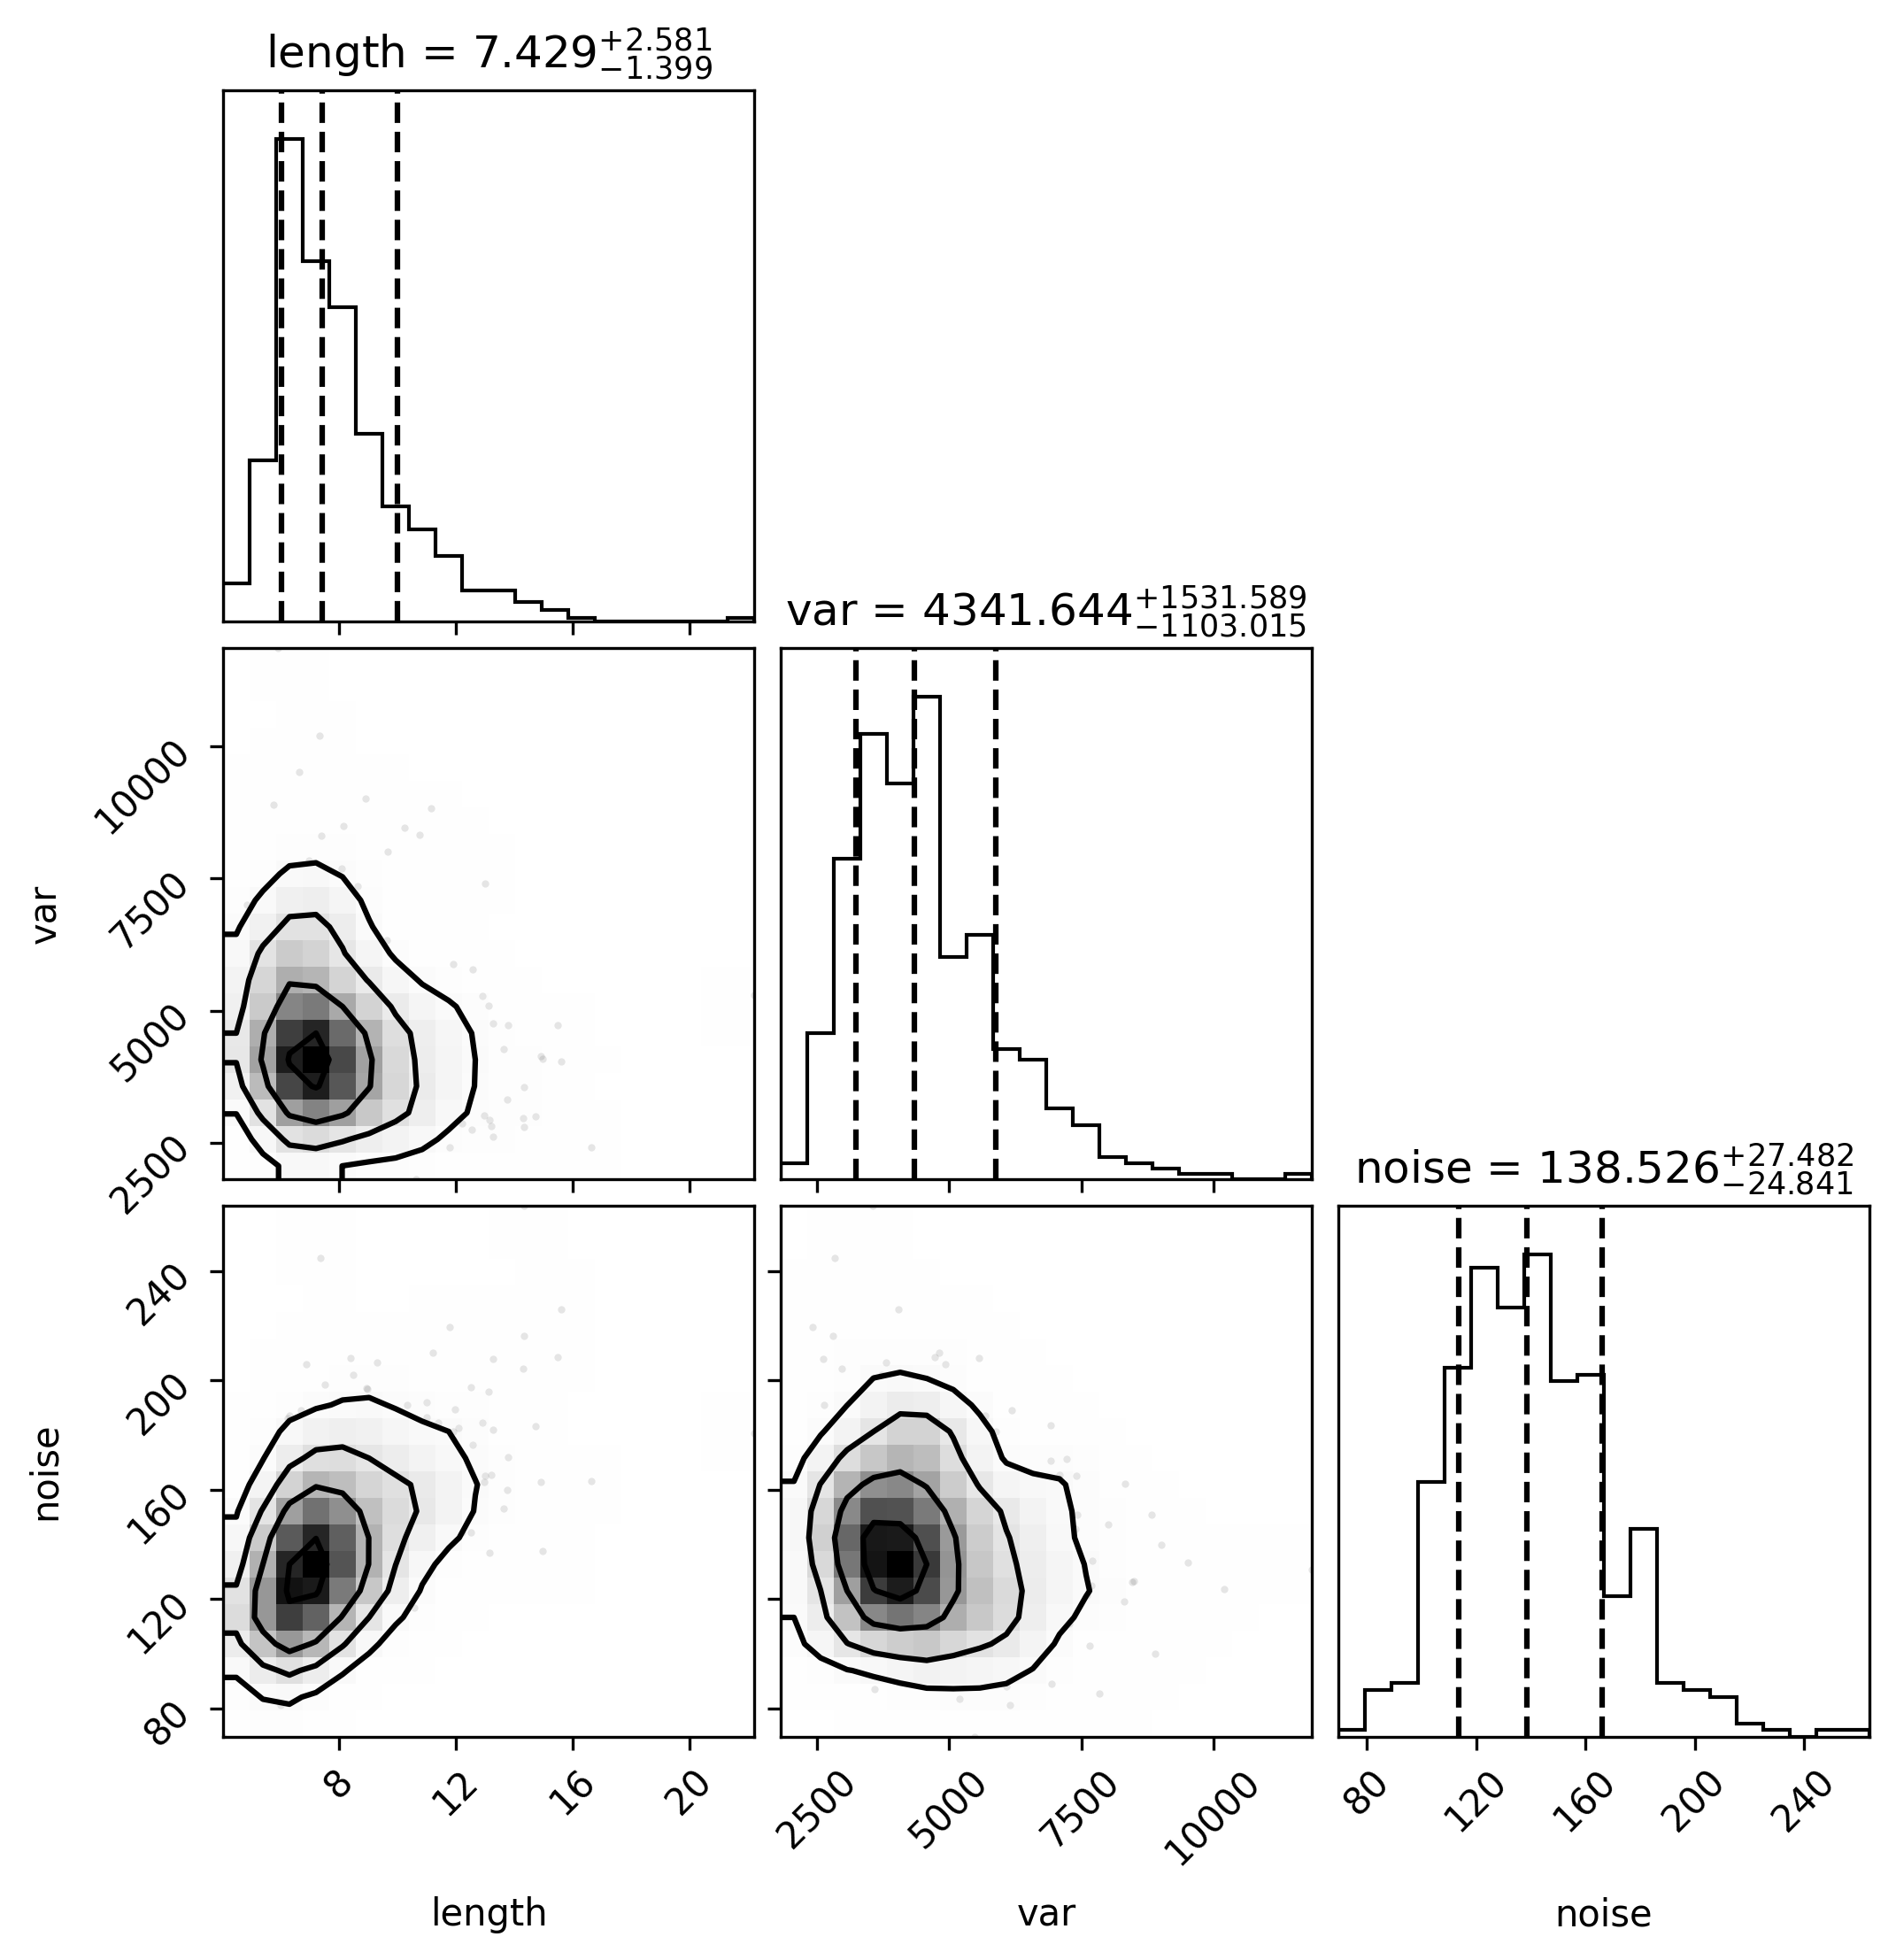 length = 7.429+2.581−1.399
var = 4341.644+1531.589−1103.015
10000
7500
5000
2500
var
noise = 138.526+27.482−24.841
240
200
160
120
80
noise
8 12 16 20 2500 5000 7500 10000 80 120 160 200 240
length var noise